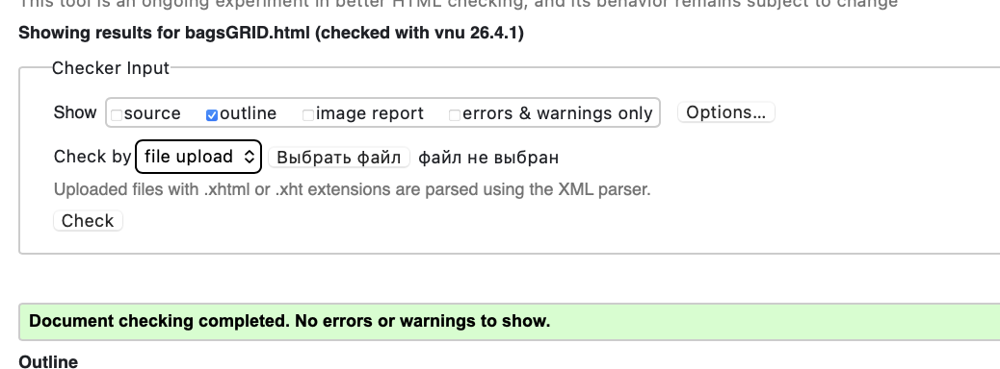 This tool is an ongoing experiment in better HTML checking, and its behavior remains subject to change
Showing results for bagsGRID.html (checked with vnu 26.4.1)
Checker Input
Show source outline image report errors & warnings only Options...
Check by file upload Выбрать файл файл не выбран
Uploaded files with .xhtml or .xht extensions are parsed using the XML parser.
Check
Document checking completed. No errors or warnings to show.
Outline